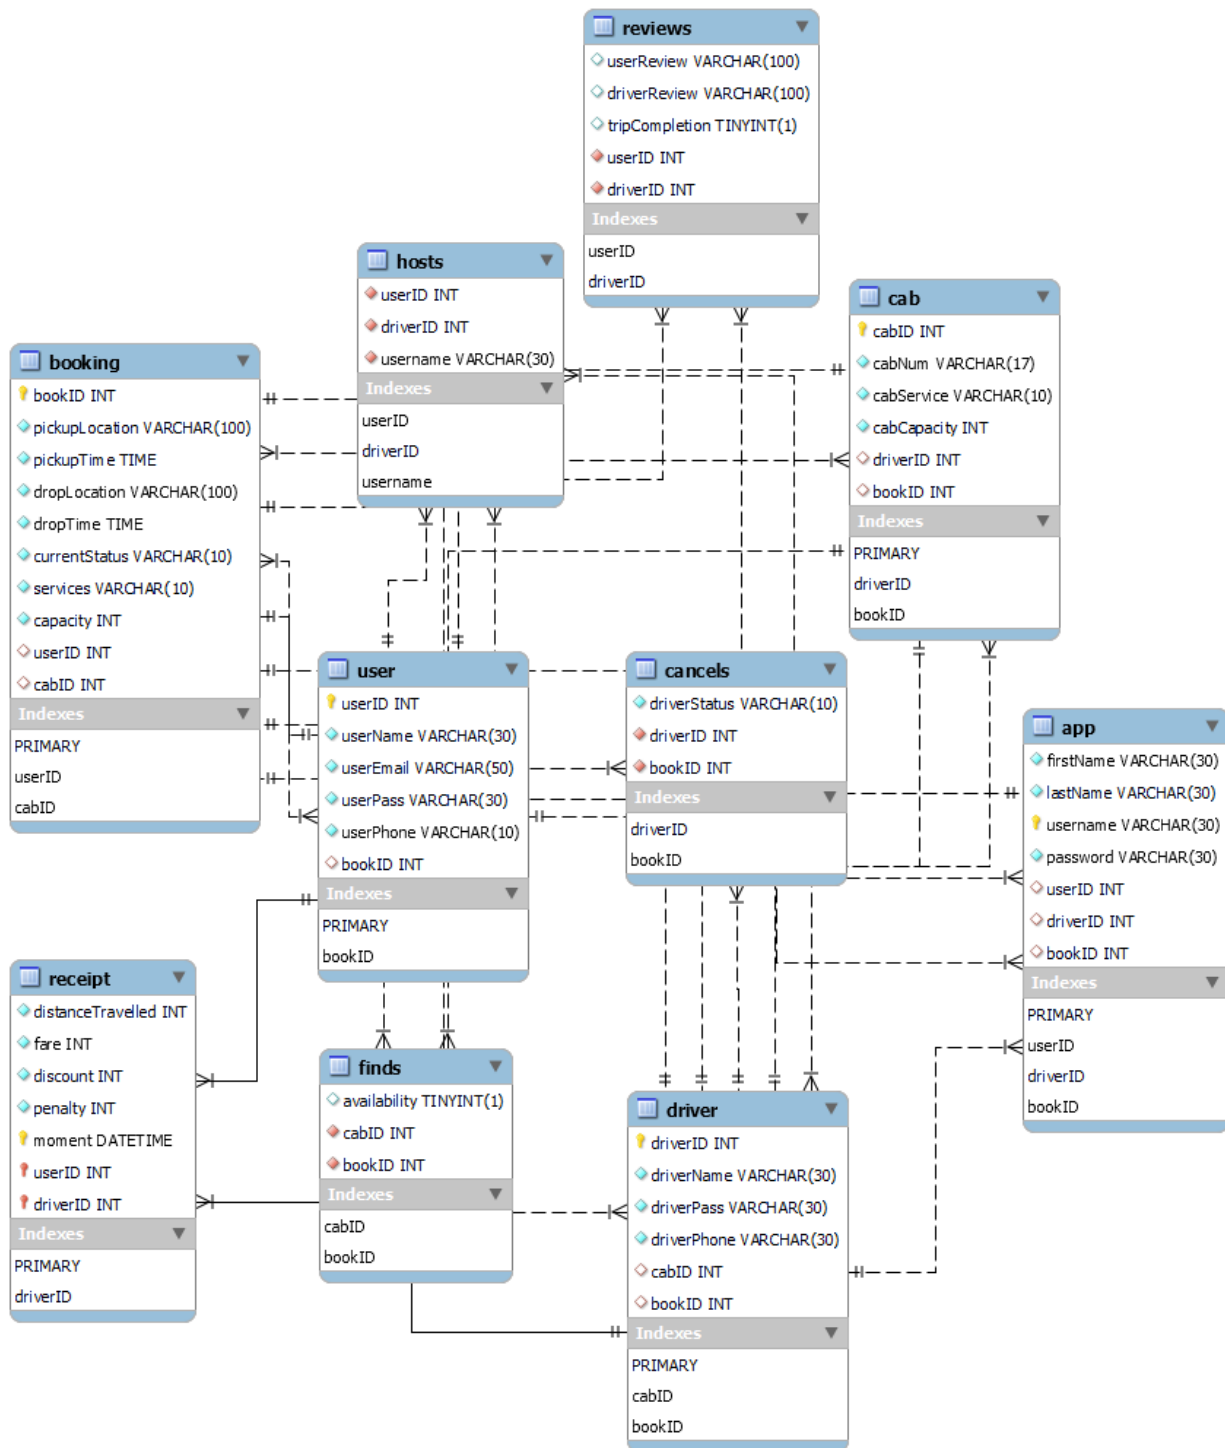 reviews
userReview VARCHAR(100)
driverReview VARCHAR(100)
tripCompletion TINYINT(1)
userID INT
driverID INT
Indexes
userID
driverID
hosts
userID INT
driverID INT
username VARCHAR(30)
Indexes
userID
driverID
username
cab
cabID INT
cabNum VARCHAR(17)
cabService VARCHAR(10)
cabCapacity INT
driverID INT
bookID INT
Indexes
PRIMARY
driverID
bookID
booking
bookID INT
pickupLocation VARCHAR(100)
pickupTime TIME
dropLocation VARCHAR(100)
dropTime TIME
currentStatus VARCHAR(10)
services VARCHAR(10)
capacity INT
userID INT
cabID INT
Indexes
PRIMARY
userID
cabID
user
userID INT
userName VARCHAR(30)
userEmail VARCHAR(50)
userPass VARCHAR(30)
userPhone VARCHAR(10)
bookID INT
Indexes
PRIMARY
bookID
cancels
driverStatus VARCHAR(10)
driverID INT
bookID INT
Indexes
driverID
bookID
app
firstName VARCHAR(30)
lastName VARCHAR(30)
username VARCHAR(30)
password VARCHAR(30)
userID INT
driverID INT
bookID INT
Indexes
PRIMARY
userID
driverID
bookID
receipt
distanceTravelled INT
fare INT
discount INT
penalty INT
moment DATETIME
userID INT
driverID INT
Indexes
PRIMARY
driverID
finds
availability TINYINT(1)
cabID INT
bookID INT
Indexes
cabID
bookID
driver
driverID INT
driverName VARCHAR(30)
driverPass VARCHAR(30)
driverPhone VARCHAR(30)
cabID INT
bookID INT
Indexes
PRIMARY
cabID
bookID